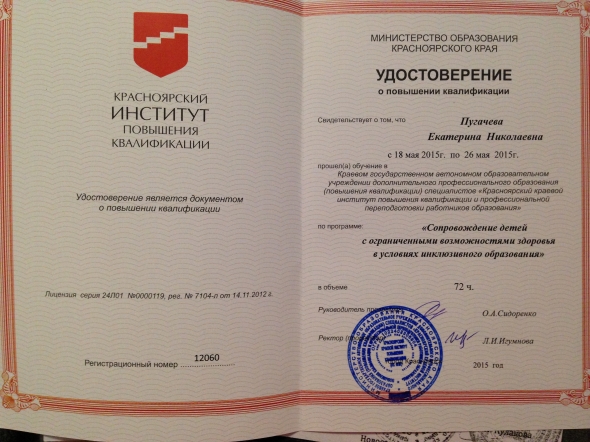 КРАСНОЯРСКИЙ
ИНСТИТУТ
ПОВЫШЕНИЯ
КВАЛИФИКАЦИИ
Удостоверение является документом
о повышении квалификации
Лицензия серия 24Л01 №0000119, рег. № 7104-л от 14.11.2012 г.
Регистрационный номер 12060
МИНИСТЕРСТВО ОБРАЗОВАНИЯ
КРАСНОЯРСКОГО КРАЯ
УДОСТОВЕРЕНИЕ
о повышении квалификации
Свидетельствует о том, что Пугачева
Екатерина Николаевна
с 18 мая 2015г. по 26 мая 2015г.
прошел(а) обучение в
Краевом государственном автономном образовательном
учреждении дополнительного профессионального образования
(повышения квалификации) специалистов «Красноярский краевой
институт повышения квалификации и профессиональной
переподготовки работников образования»
по программе: «Сопровождение детей
с ограниченными возможностями здоровья
в условиях инклюзивного образования»
в объеме 72 ч.
Руководитель О.А.Сидоренко
Ректор Л.И.Игумнова
2015 год